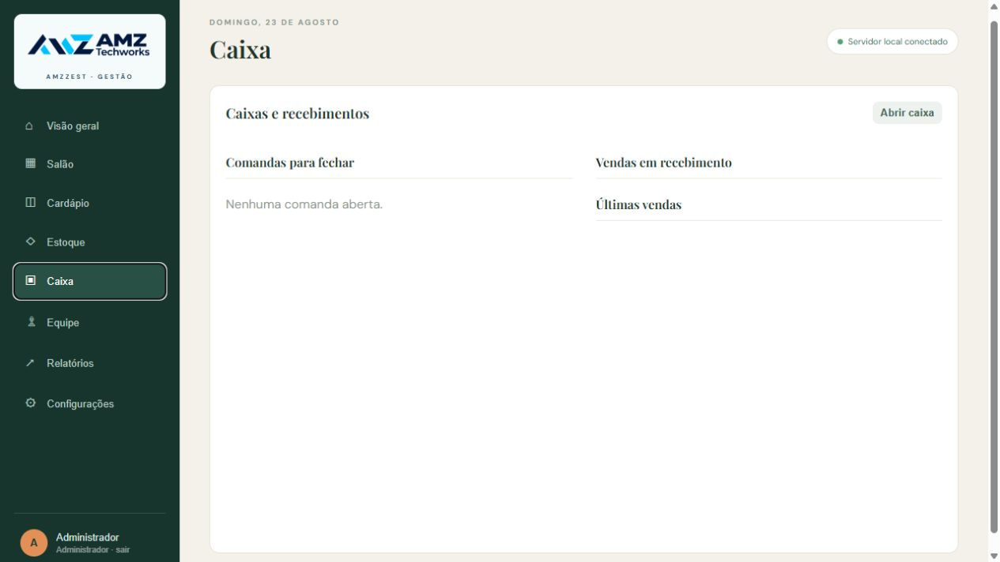 AMZ
Techworks
AMZZEST · GESTÃO
Visão geral
Salão
Cardápio
Estoque
Caixa
Equipe
Relatórios
Configurações
A
Administrador
Administrador · sair
DOMINGO, 23 DE AGOSTO
Caixa
Servidor local conectado
Caixas e recebimentos
Abrir caixa
Comandas para fechar
Nenhuma comanda aberta.
Vendas em recebimento
Últimas vendas